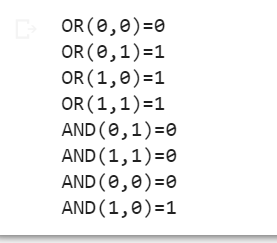 OR(0,0)=0
OR(0,1)=1
OR(1,0)=1
OR(1,1)=1
AND(0,1)=0
AND(1,1)=0
AND(0,0)=0
AND(1,0)=1